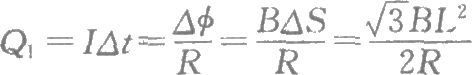 Q₁ = IΔt = Δϕ/R = BΔS/R = √3BL²/2R